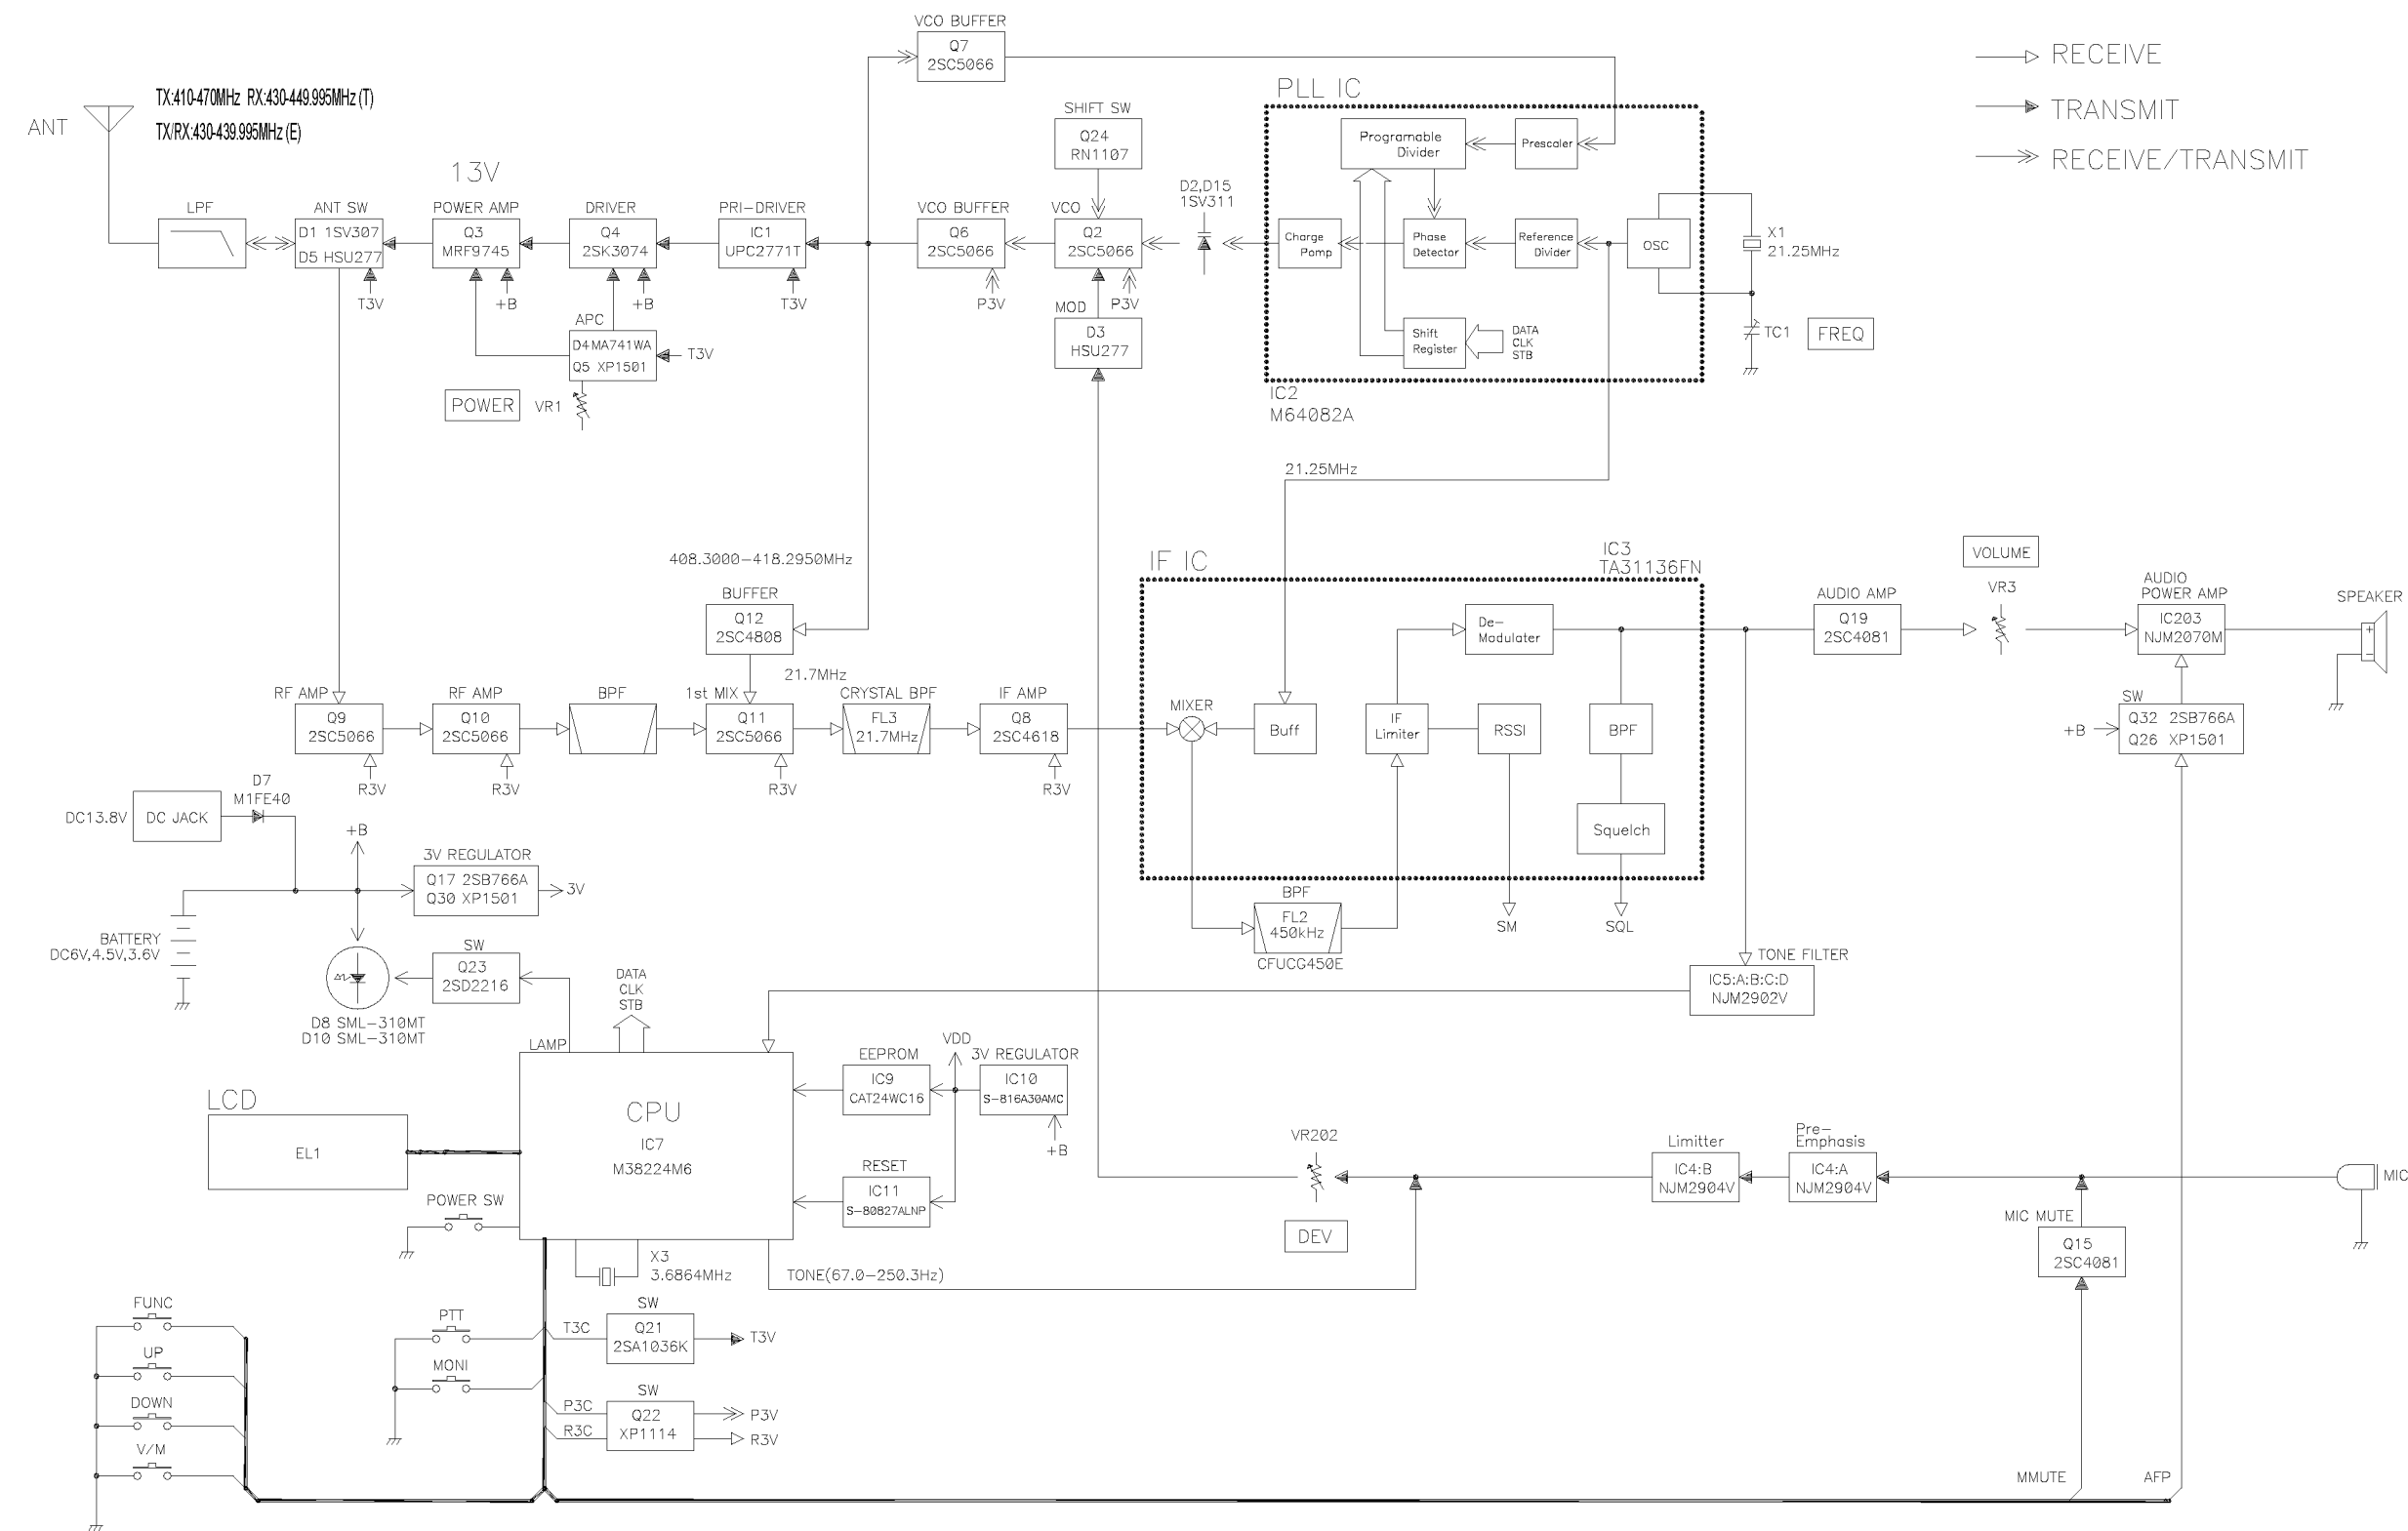 VCO BUFFER
Q7
2SC5066
RECEIVE
TRANSMIT
RECEIVE/TRANSMIT
ANT
TX:410-470MHz RX:430-449.995MHz (T)
TX/RX:430-439.995MHz (E)
13V
PLL IC
SHIFT SW
Q24
RN1107
Programable
Divider
Prescaler
D2,D15
1SV311
LPF
ANT SW
D1 1SV307
D5 HSU277
T3V
POWER AMP
Q3
MRF9745
+B
DRIVER
Q4
2SK3074
+B
PRI-DRIVER
IC1
UPC2771T
T3V
VCO BUFFER
Q6
2SC5066
P3V
VCO
Q2
2SC5066
P3V
Charge
Pomp
Phase
Detector
Reference
Divider
OSC
X1
21.25MHz
TC1
FREQ
APC
D4MA741WA
Q5 XP1501
T3V
POWER
VR1
MOD
D3
HSU277
Shift
Register
DATA
CLK
STB
IC2
M64082A
21.25MHz
408.3000-418.2950MHz
BUFFER
Q12
2SC4808
IF IC
IC3
TA31136FN
De-
Modulater
AUDIO AMP
Q19
2SC4081
VOLUME
VR3
AUDIO
POWER AMP
IC203
NJM2070M
SPEAKER
+
−
RF AMP
Q9
2SC5066
R3V
RF AMP
Q10
2SC5066
R3V
BPF
1st MIX
Q11
2SC5066
R3V
21.7MHz
CRYSTAL BPF
FL3
21.7MHz
IF AMP
Q8
2SC4618
R3V
MIXER
Buff
IF
Limiter
RSSI
BPF
Squelch
SW
+B
Q32 2SB766A
Q26 XP1501
DC13.8V
DC JACK
D7
M1FE40
+B
3V REGULATOR
Q17 2SB766A
Q30 XP1501
3V
BATTERY
DC6V,4.5V,3.6V
BPF
FL2
450kHz
CFUCG450E
SM
SQL
TONE FILTER
IC5:A:B:C:D
NJM2902V
SW
Q23
2SD2216
D8 SML-310MT
D10 SML-310MT
DATA
CLK
STB
LAMP
CPU
IC7
M38224M6
LCD
EL1
EEPROM
IC9
CAT24WC16
VDD
3V REGULATOR
IC10
S-816A30AMC
+B
RESET
IC11
S-80827ALNP
POWER SW
X3
3.6864MHz
TONE(67.0-250.3Hz)
VR202
DEV
Limitter
IC4:B
NJM2904V
Pre-
Emphasis
IC4:A
NJM2904V
MIC
MIC MUTE
Q15
2SC4081
FUNC
UP
DOWN
V/M
PTT
MONI
T3C
SW
Q21
2SA1036K
T3V
P3C
R3C
SW
Q22
XP1114
P3V
R3V
MMUTE
AFP